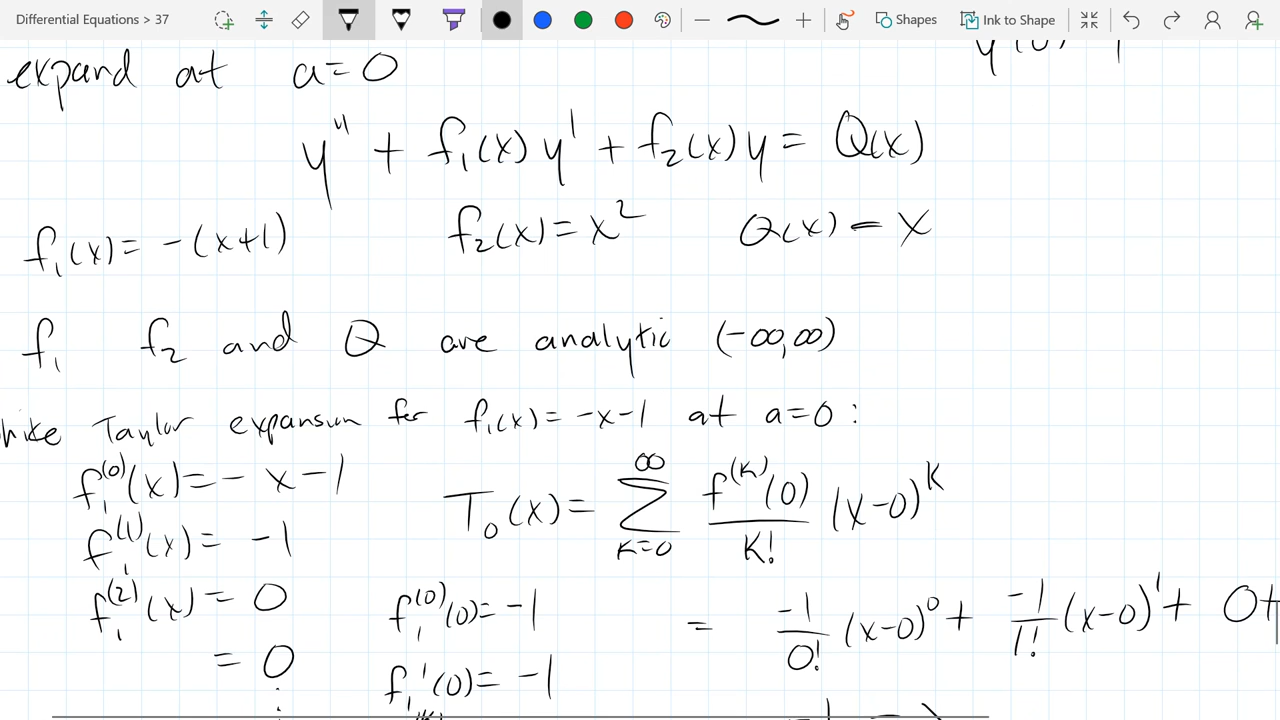 Differential Equations > 37
Shapes
Ink to Shape
expand at a=0
y'' + f₁(x) y' + f₂(x) y = Q(x)
f₁(x) = -(x+1) f₂(x) = x² Q(x) = x
f₁ f₂ and Q are analytic (-∞,∞)
Taylor expansion for f₁(x) = -x-1 at a=0 :
f₁⁽⁰⁾(x) = -x-1
T₀(x) = ∑_{K=0}^{∞} f⁽ᴷ⁾(0)/K! (x-0)ᴷ
f₁⁽¹⁾(x) = -1
f₁⁽²⁾(x) = 0
f₁⁽⁰⁾(0) = -1
= -1/0! (x-0)⁰ + -1/1! (x-0)¹ + 0+
= 0
f₁'(0) = -1